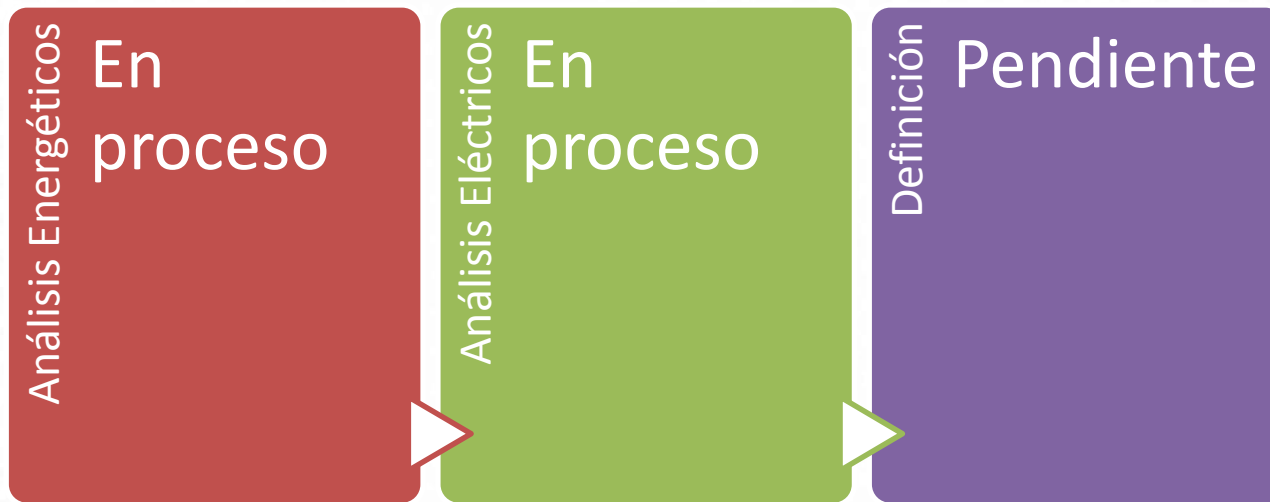 Análisis Energéticos
En
proceso
Análisis Eléctricos
En
proceso
Definición
Pendiente